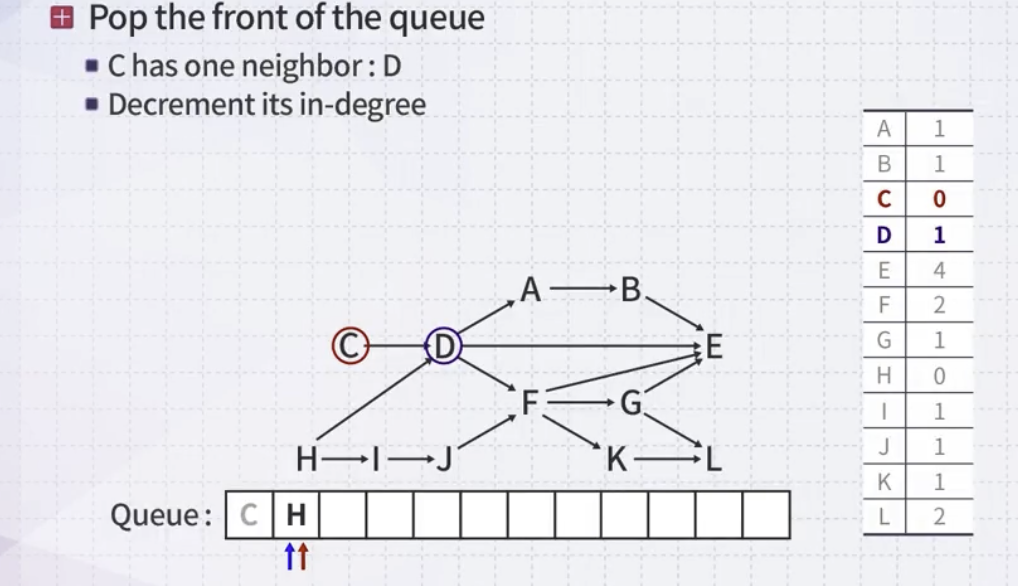 Pop the front of the queue
C has one neighbor : D
Decrement its in-degree
A 1
B 1
C 0
D 1
E 4
F 2
G 1
H 0
I 1
J 1
K 1
L 2
A B
C D E
F G
H I J K L
Queue : C H